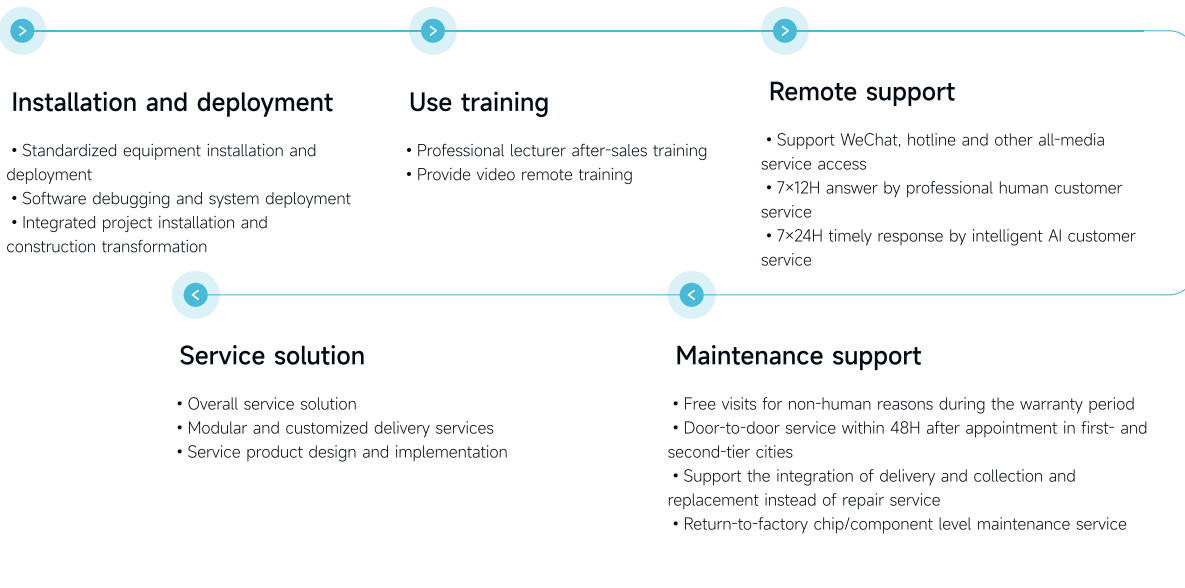 Installation and deployment
• Standardized equipment installation and
deployment
• Software debugging and system deployment
• Integrated project installation and
construction transformation
Use training
• Professional lecturer after-sales training
• Provide video remote training
Remote support
• Support WeChat, hotline and other all-media
service access
• 7×12H answer by professional human customer
service
• 7×24H timely response by intelligent AI customer
service
Maintenance support
• Free visits for non-human reasons during the warranty period
• Door-to-door service within 48H after appointment in first- and
second-tier cities
• Support the integration of delivery and collection and
replacement instead of repair service
• Return-to-factory chip/component level maintenance service
Service solution
• Overall service solution
• Modular and customized delivery services
• Service product design and implementation